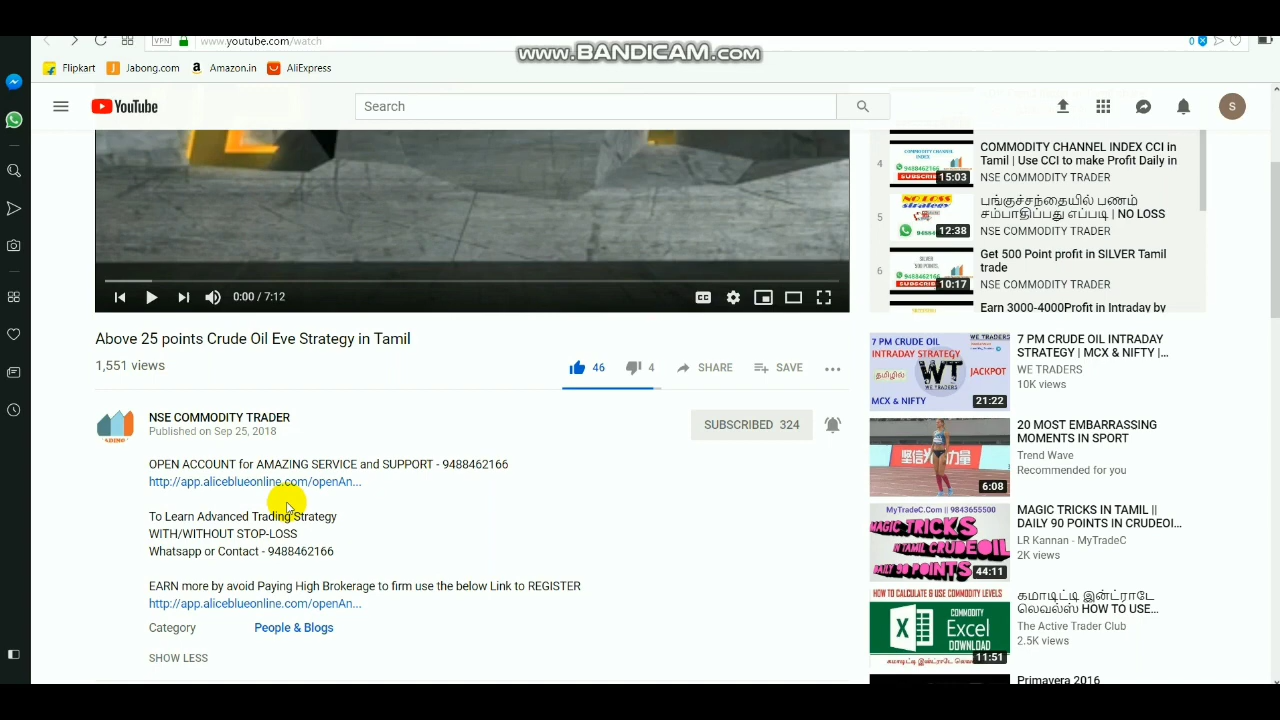 www.BANDICAM.com
VPN
www.youtube.com/watch
0
Flipkart
Jabong.com
Amazon.in
AliExpress
YouTube
Search
S
0:00 / 7:12
Above 25 points Crude Oil Eve Strategy in Tamil
1,551 views
46
4
SHARE
SAVE
NSE COMMODITY TRADER
Published on Sep 25, 2018
SUBSCRIBED 324
OPEN ACCOUNT for AMAZING SERVICE and SUPPORT - 9488462166
http://app.aliceblueonline.com/openAn...
To Learn Advanced Trading Strategy
WITH/WITHOUT STOP-LOSS
Whatsapp or Contact - 9488462166
EARN more by avoid Paying High Brokerage to firm use the below Link to REGISTER
http://app.aliceblueonline.com/openAn...
Category
People & Blogs
SHOW LESS
4
COMMODITY CHANNEL INDEX
9488462166
SUBSCRIBE
15:03
COMMODITY CHANNEL INDEX CCI in
Tamil | Use CCI to make Profit Daily in
NSE COMMODITY TRADER
5
NO LOSS
strategy
12:38
பங்குச்சந்தையில் பணம்
சம்பாதிப்பது எப்படி | NO LOSS
NSE COMMODITY TRADER
6
SILVER
500 POINTS
10:17
Get 500 Point profit in SILVER Tamil
trade
NSE COMMODITY TRADER
Earn 3000-4000Profit in Intraday by
7 PM CRUDE OIL
INTRADAY
STRATEGY
தமிழில்
WE TRADERS
WT
JACKPOT
MCX & NIFTY
21:22
7 PM CRUDE OIL INTRADAY
STRATEGY | MCX & NIFTY |...
WE TRADERS
10K views
6:08
20 MOST EMBARRASSING
MOMENTS IN SPORT
Trend Wave
Recommended for you
MyTradeC.Com || 9843655500
MAGIC TRICKS
IN TAMIL CRUDEOIL
DAILY 90 POINTS
44:11
MAGIC TRICKS IN TAMIL ||
DAILY 90 POINTS IN CRUDEOI...
LR Kannan - MyTradeC
2K views
HOW TO CALCULATE & USE COMMODITY LEVELS
COMMODITY
Excel
DOWNLOAD
11:51
கமாடிட்டி இன்ட்ராடே
லெவல்ஸ் HOW TO USE...
The Active Trader Club
2.5K views
Primavera 2016